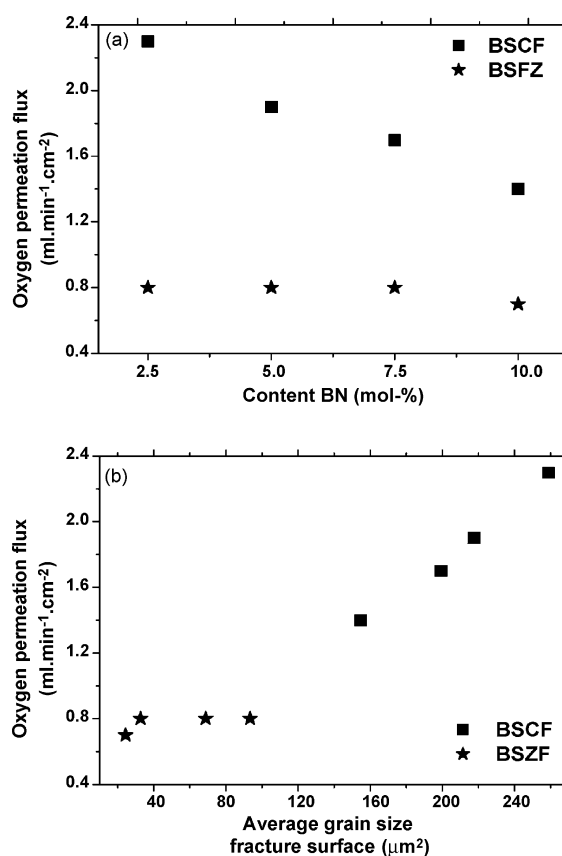 (a)
BSCF
BSFZ
2.4
2.0
1.6
1.2
0.8
0.4
Oxygen permeation flux
(ml.min⁻¹.cm⁻²)
2.5 5.0 7.5 10.0
Content BN (mol-%)
(b)
2.4
2.0
1.6
1.2
0.8
0.4
Oxygen permeation flux
(ml.min⁻¹.cm⁻²)
BSCF
BSZF
40 80 120 160 200 240
Average grain size
fracture surface (μm²)